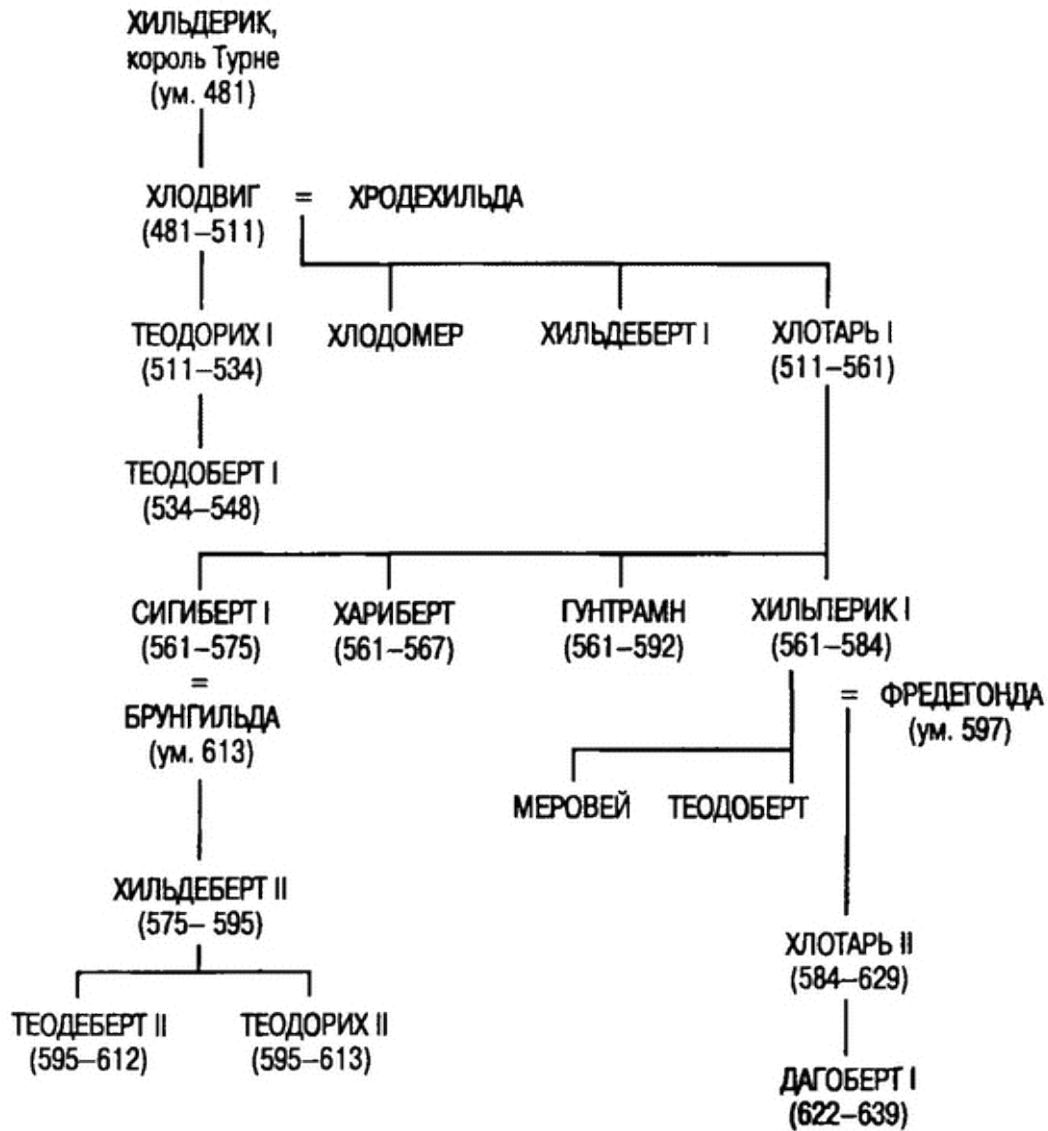 ХИЛЬДЕРИК,
король Турне
(ум. 481)
ХЛОДВИГ = ХРОДЕХИЛЬДА
(481–511)
ТЕОДОРИХ I ХЛОДОМЕР ХИЛЬДЕБЕРТ I ХЛОТАРЬ I
(511–534) (511–561)
ТЕОДОБЕРТ I
(534–548)
СИГИБЕРТ I ХАРИБЕРТ ГУНТРАМН ХИЛЬПЕРИК I
(561–575) (561–567) (561–592) (561–584)
= = ФРЕДЕГОНДА
БРУНГИЛЬДА (ум. 597)
(ум. 613)
МЕРОВЕЙ ТЕОДОБЕРТ
ХИЛЬДЕБЕРТ II
(575– 595)
ХЛОТАРЬ II
(584–629)
ТЕОДЕБЕРТ II ТЕОДОРИХ II
(595–612) (595–613)
ДАГОБЕРТ I
(622–639)